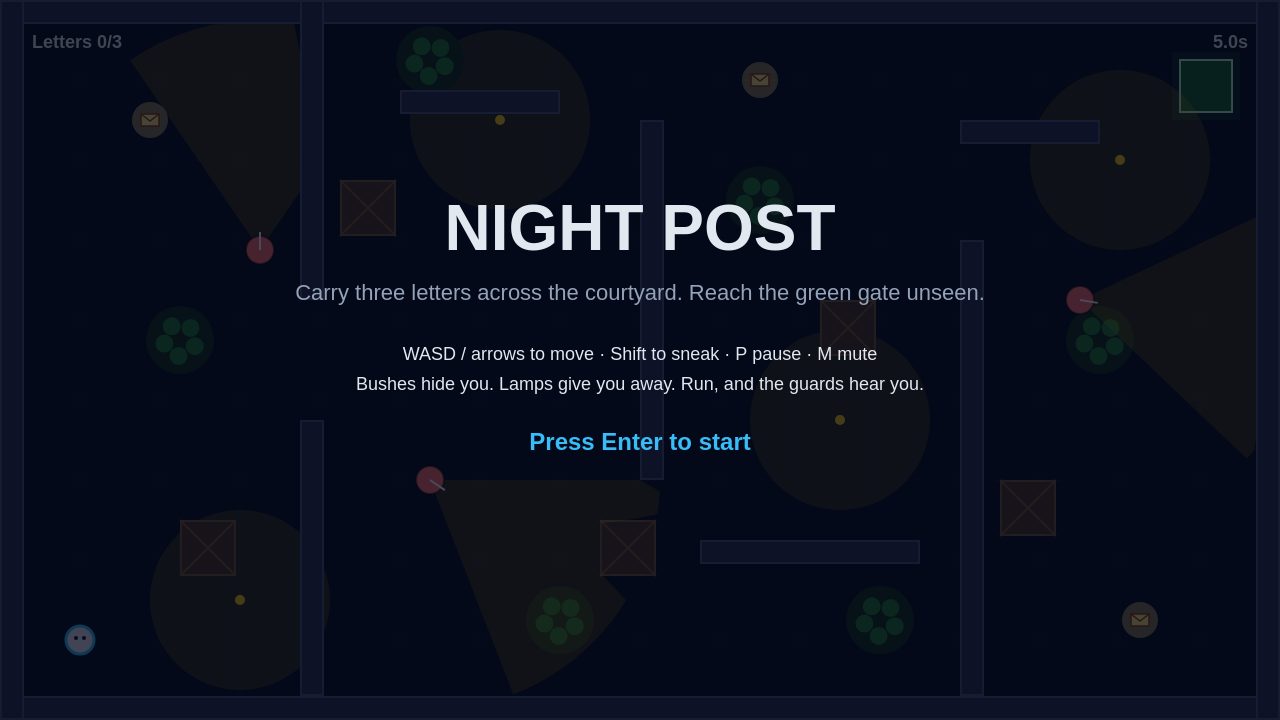 Letters 0/3
5.0s
NIGHT POST
Carry three letters across the courtyard. Reach the green gate unseen.
WASD / arrows to move · Shift to sneak · P pause · M mute
Bushes hide you. Lamps give you away. Run, and the guards hear you.
Press Enter to start